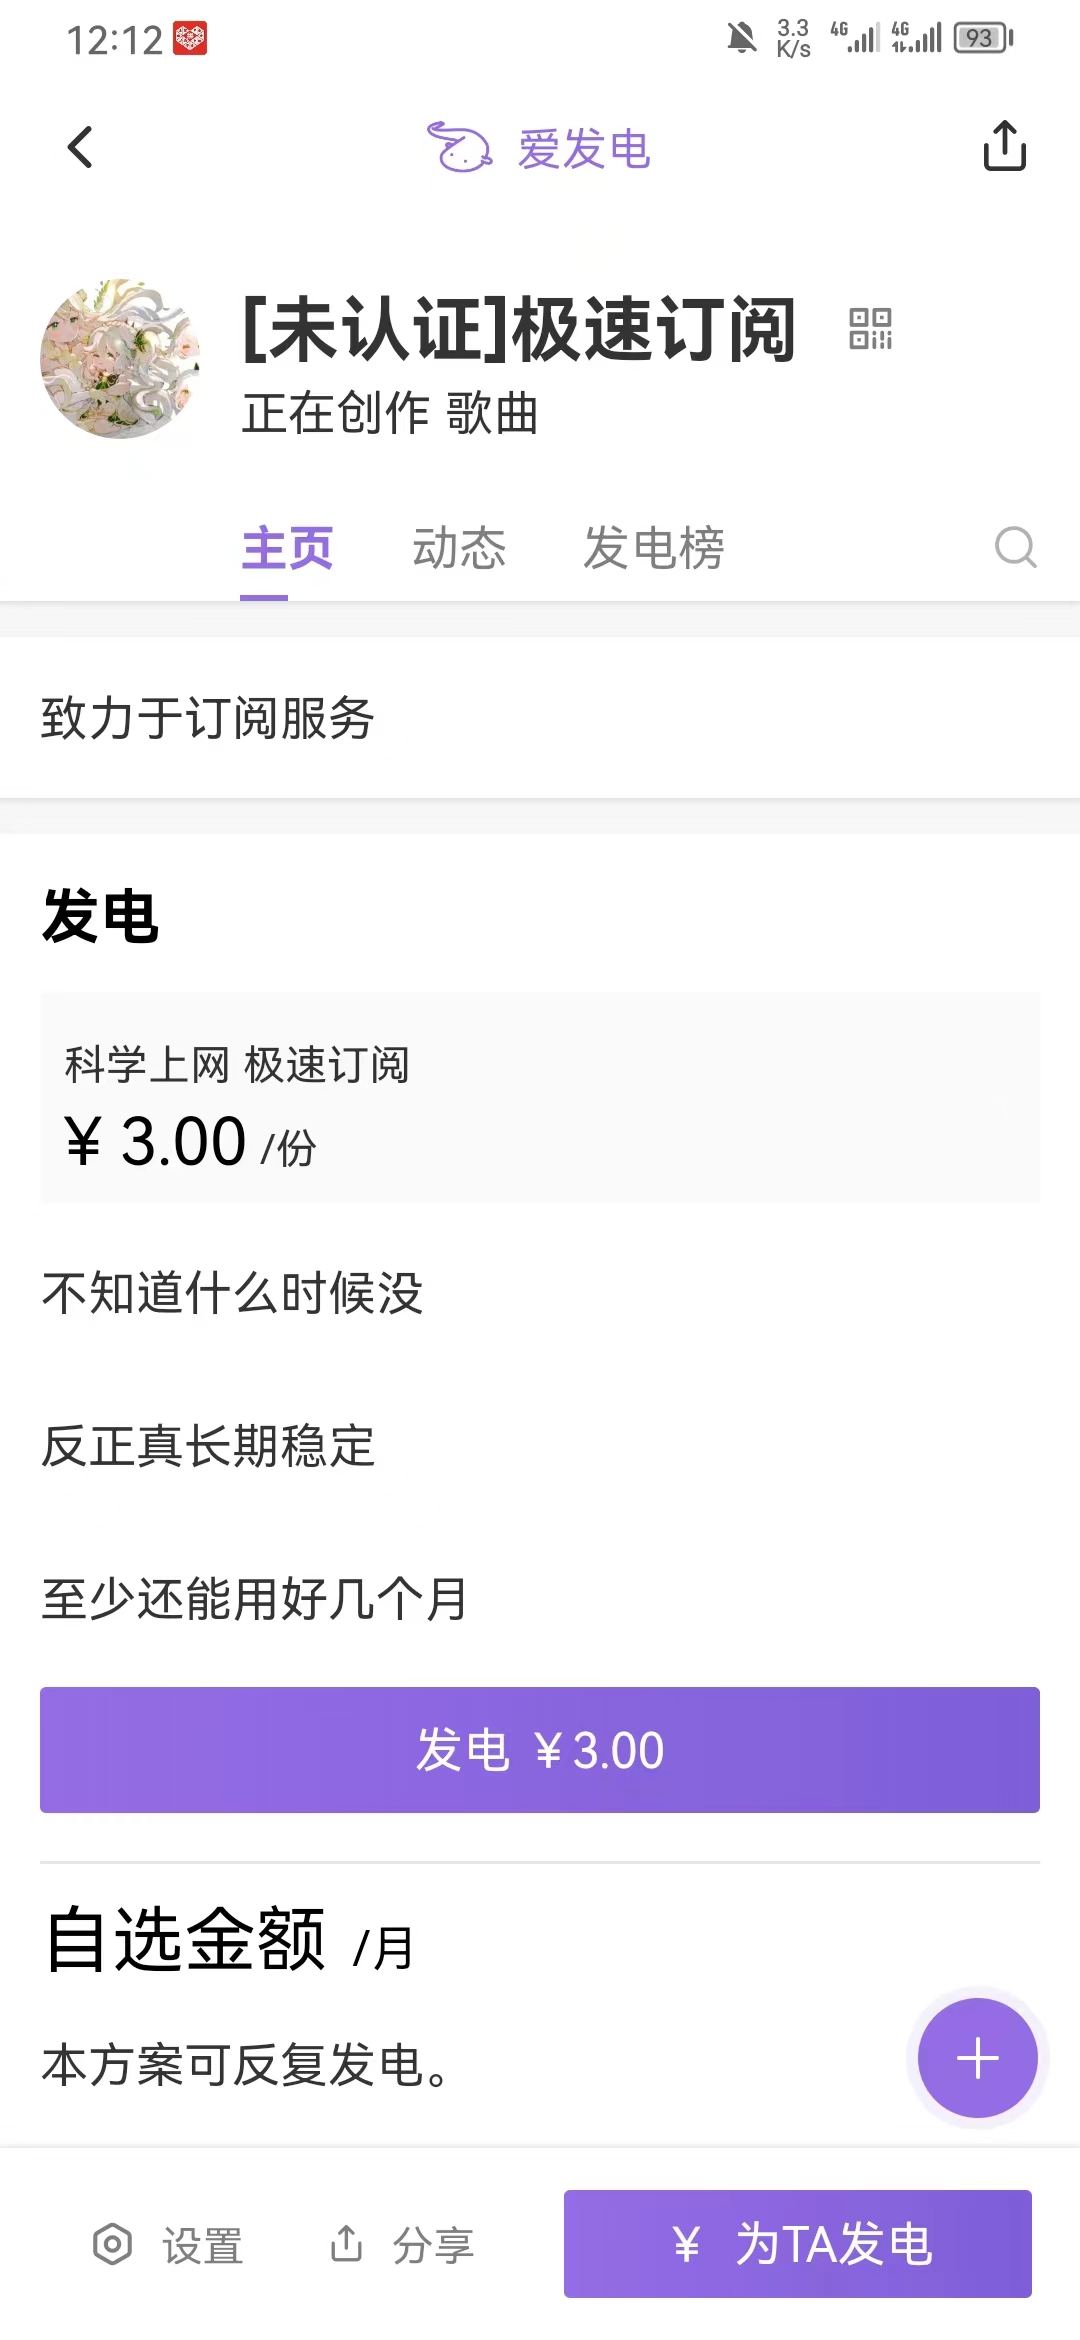 12:12
3.3
K/s
4G
4G
93
爱发电
[未认证]极速订阅
正在创作 歌曲
主页 动态 发电榜
致力于订阅服务
发电
科学上网 极速订阅
¥ 3.00 /份
不知道什么时候没
反正真长期稳定
至少还能用好几个月
发电 ¥3.00
自选金额 /月
本方案可反复发电。
设置 分享 ¥ 为TA发电